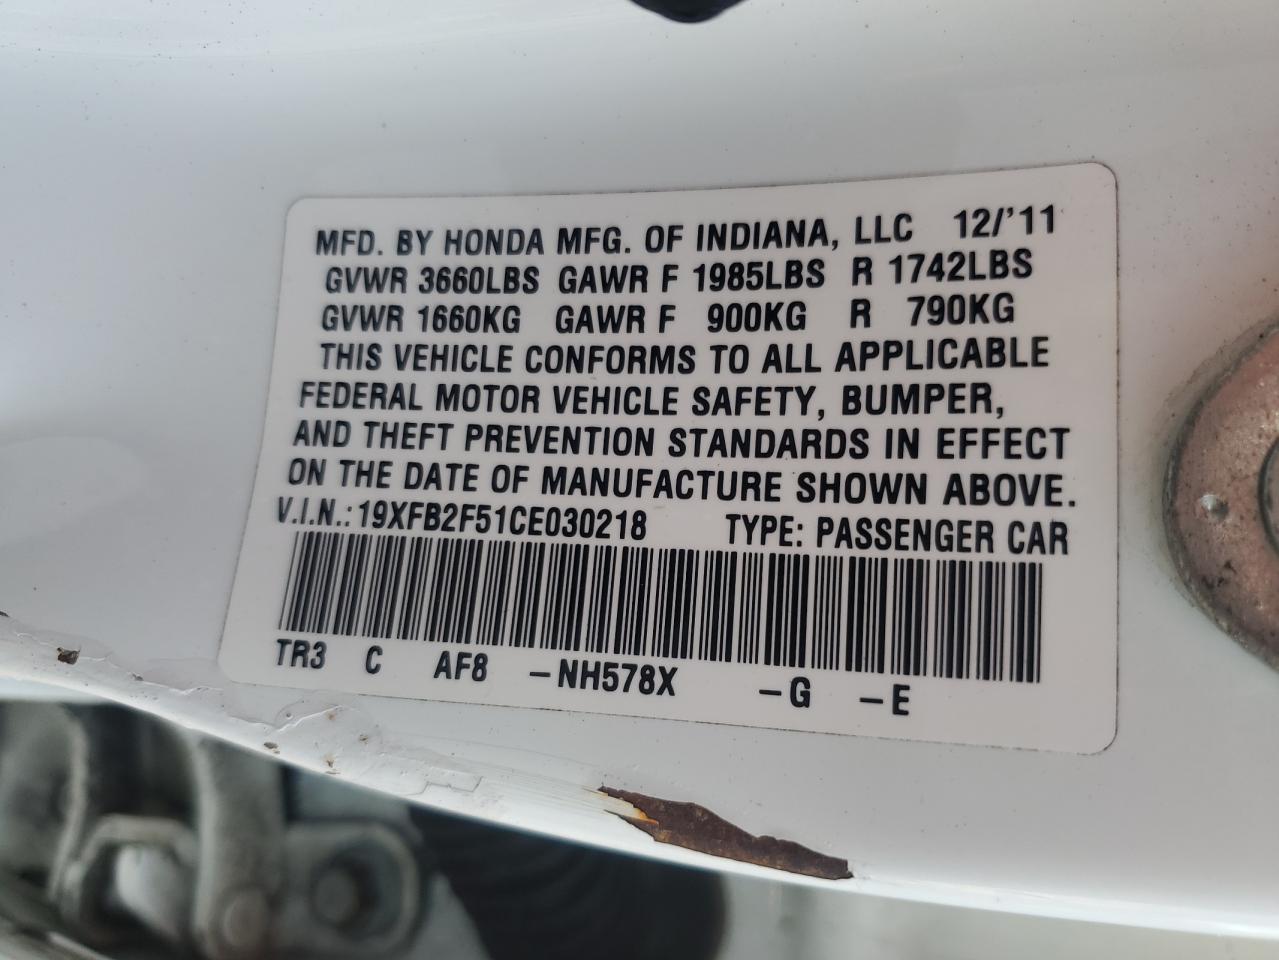 MFD. BY HONDA MFG. OF INDIANA, LLC 12/'11
GVWR 3660LBS GAWR F 1985LBS R 1742LBS
GVWR 1660KG GAWR F 900KG R 790KG
THIS VEHICLE CONFORMS TO ALL APPLICABLE
FEDERAL MOTOR VEHICLE SAFETY, BUMPER,
AND THEFT PREVENTION STANDARDS IN EFFECT
ON THE DATE OF MANUFACTURE SHOWN ABOVE.
V.I.N.: 19XFB2F51CE030218 TYPE: PASSENGER CAR
TR3 C AF8 –NH578X –G –E